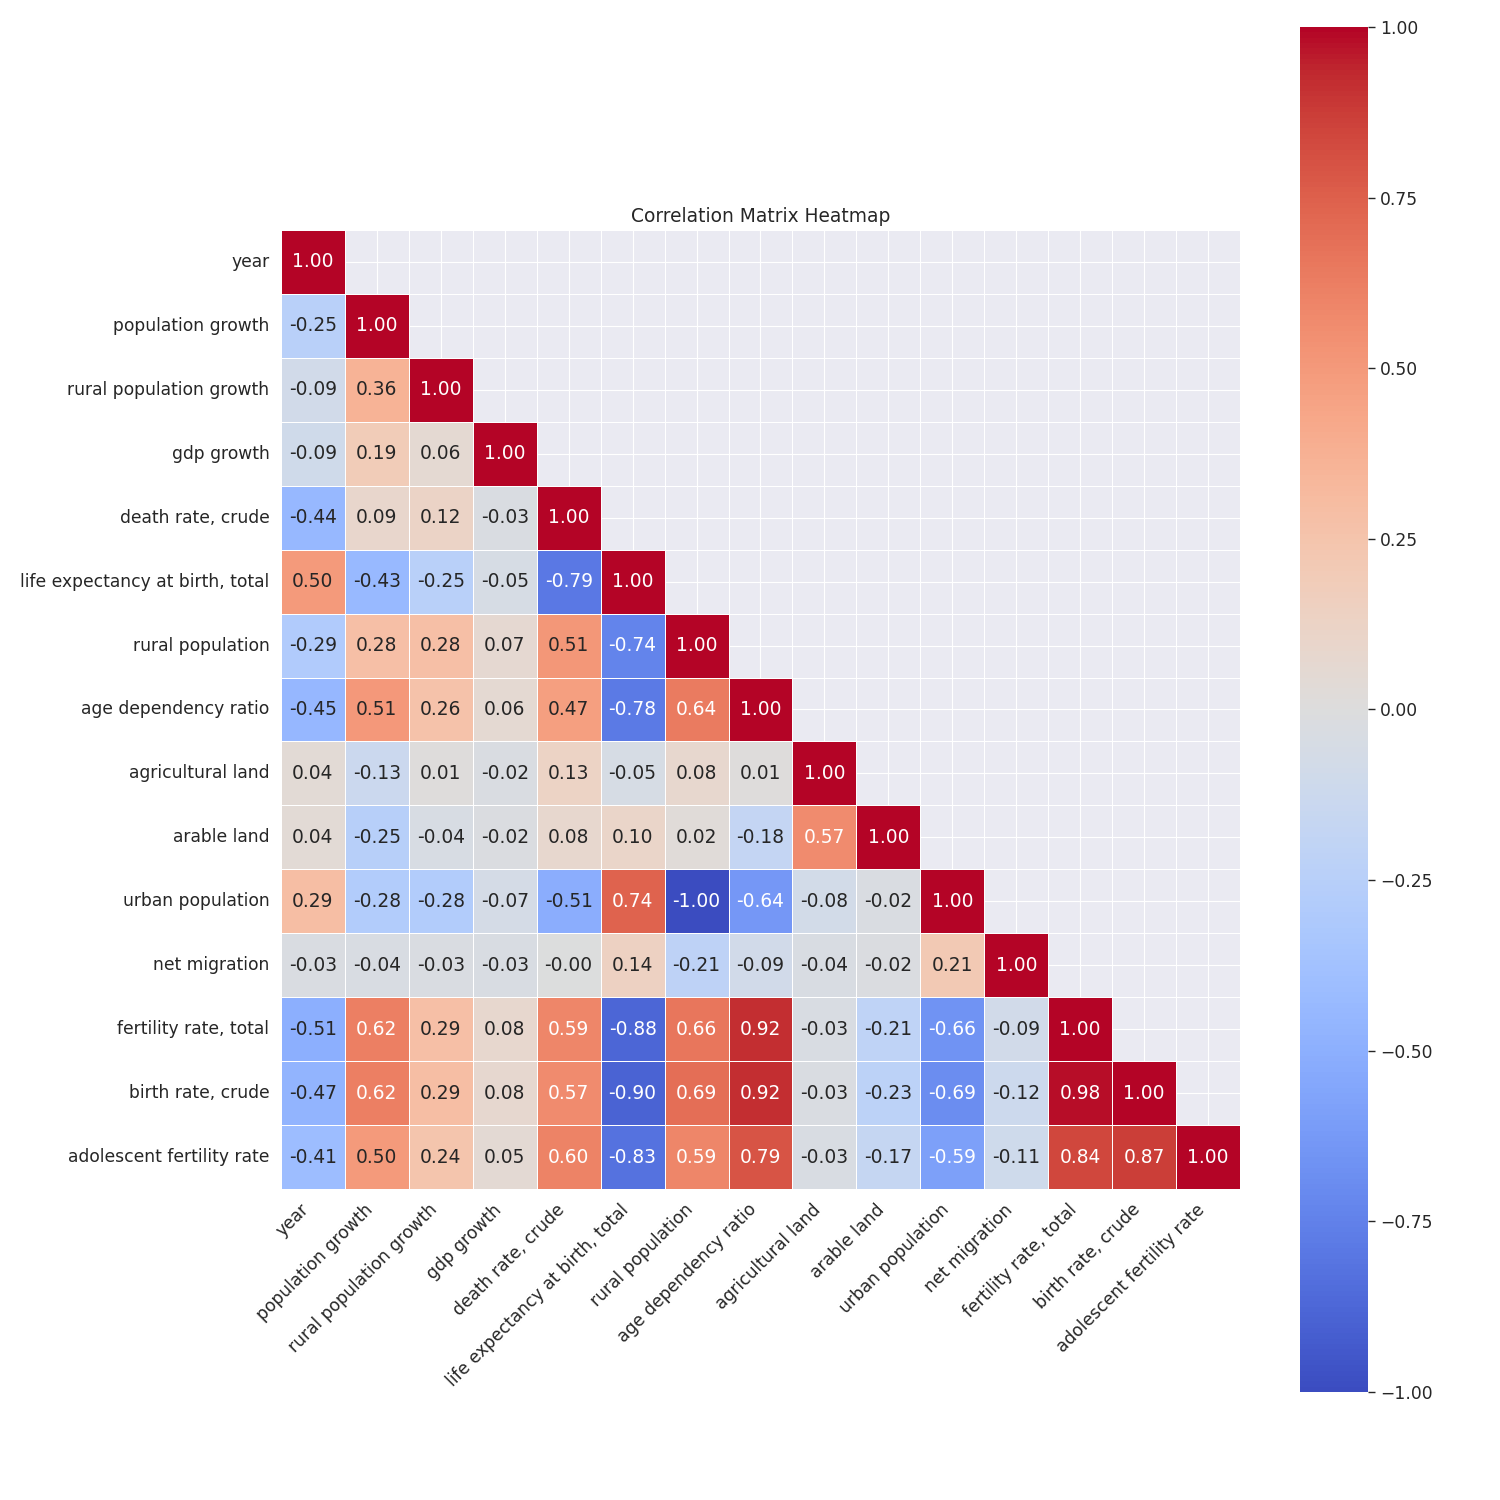 Correlation Matrix Heatmap
year 1.00
population growth -0.25 1.00
rural population growth -0.09 0.36 1.00
gdp growth -0.09 0.19 0.06 1.00
death rate, crude -0.44 0.09 0.12 -0.03 1.00
life expectancy at birth, total 0.50 -0.43 -0.25 -0.05 -0.79 1.00
rural population -0.29 0.28 0.28 0.07 0.51 -0.74 1.00
age dependency ratio -0.45 0.51 0.26 0.06 0.47 -0.78 0.64 1.00
agricultural land 0.04 -0.13 0.01 -0.02 0.13 -0.05 0.08 0.01 1.00
arable land 0.04 -0.25 -0.04 -0.02 0.08 0.10 0.02 -0.18 0.57 1.00
urban population 0.29 -0.28 -0.28 -0.07 -0.51 0.74 -1.00 -0.64 -0.08 -0.02 1.00
net migration -0.03 -0.04 -0.03 -0.03 -0.00 0.14 -0.21 -0.09 -0.04 -0.02 0.21 1.00
fertility rate, total -0.51 0.62 0.29 0.08 0.59 -0.88 0.66 0.92 -0.03 -0.21 -0.66 -0.09 1.00
birth rate, crude -0.47 0.62 0.29 0.08 0.57 -0.90 0.69 0.92 -0.03 -0.23 -0.69 -0.12 0.98 1.00
adolescent fertility rate -0.41 0.50 0.24 0.05 0.60 -0.83 0.59 0.79 -0.03 -0.17 -0.59 -0.11 0.84 0.87 1.00
year
population growth
rural population growth
gdp growth
death rate, crude
life expectancy at birth, total
rural population
age dependency ratio
agricultural land
arable land
urban population
net migration
fertility rate, total
birth rate, crude
adolescent fertility rate
1.00
0.75
0.50
0.25
0.00
−0.25
−0.50
−0.75
−1.00